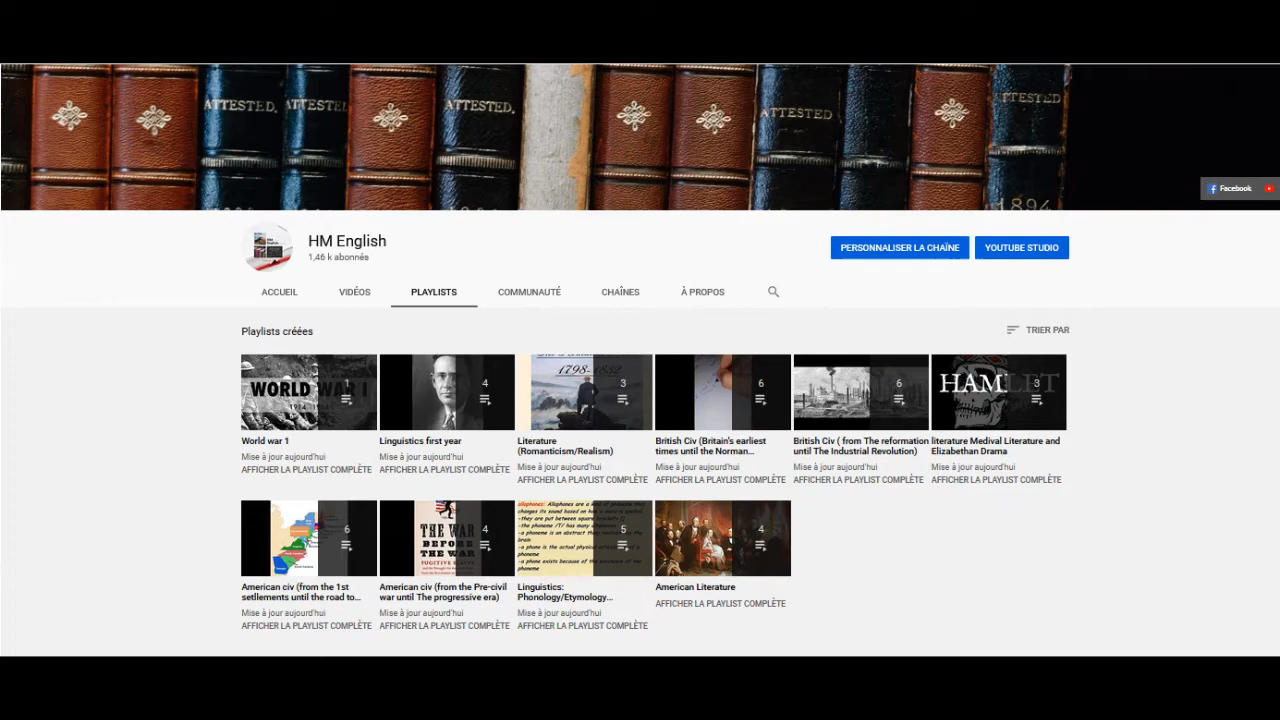 ATTESTED.
ATTESTED
ATTESTED.
ATTESTED
ATTESTED
1894
Facebook
HM English
1,46 k abonnés
PERSONNALISER LA CHAÎNE
YOUTUBE STUDIO
ACCUEIL
VIDÉOS
PLAYLISTS
COMMUNAUTÉ
CHAÎNES
À PROPOS
Playlists créées
TRIER PAR
WORLD WAR I
1
4
1798-1832
3
6
6
HAMLET
3
World war 1
Mise à jour aujourd'hui
AFFICHER LA PLAYLIST COMPLÈTE
Linguistics first year
Mise à jour aujourd'hui
AFFICHER LA PLAYLIST COMPLÈTE
Literature
(Romanticism/Realism)
Mise à jour aujourd'hui
AFFICHER LA PLAYLIST COMPLÈTE
British Civ (Britain's earliest
times until the Norman...
Mise à jour aujourd'hui
AFFICHER LA PLAYLIST COMPLÈTE
British Civ ( from The reformation
until The Industrial Revolution)
Mise à jour aujourd'hui
AFFICHER LA PLAYLIST COMPLÈTE
literature Medival Literature and
Elizabethan Drama
Mise à jour aujourd'hui
AFFICHER LA PLAYLIST COMPLÈTE
6
THE WAR
BEFORE
THE WAR
FUGITIVE SLAVES
4
5
4
American civ (from the 1st
setllements until the road to...
Mise à jour aujourd'hui
AFFICHER LA PLAYLIST COMPLÈTE
American civ (from the Pre-civil
war until The progressive era)
Mise à jour aujourd'hui
AFFICHER LA PLAYLIST COMPLÈTE
Linguistics:
Phonology/Etymology...
Mise à jour aujourd'hui
AFFICHER LA PLAYLIST COMPLÈTE
American Literature
AFFICHER LA PLAYLIST COMPLÈTE